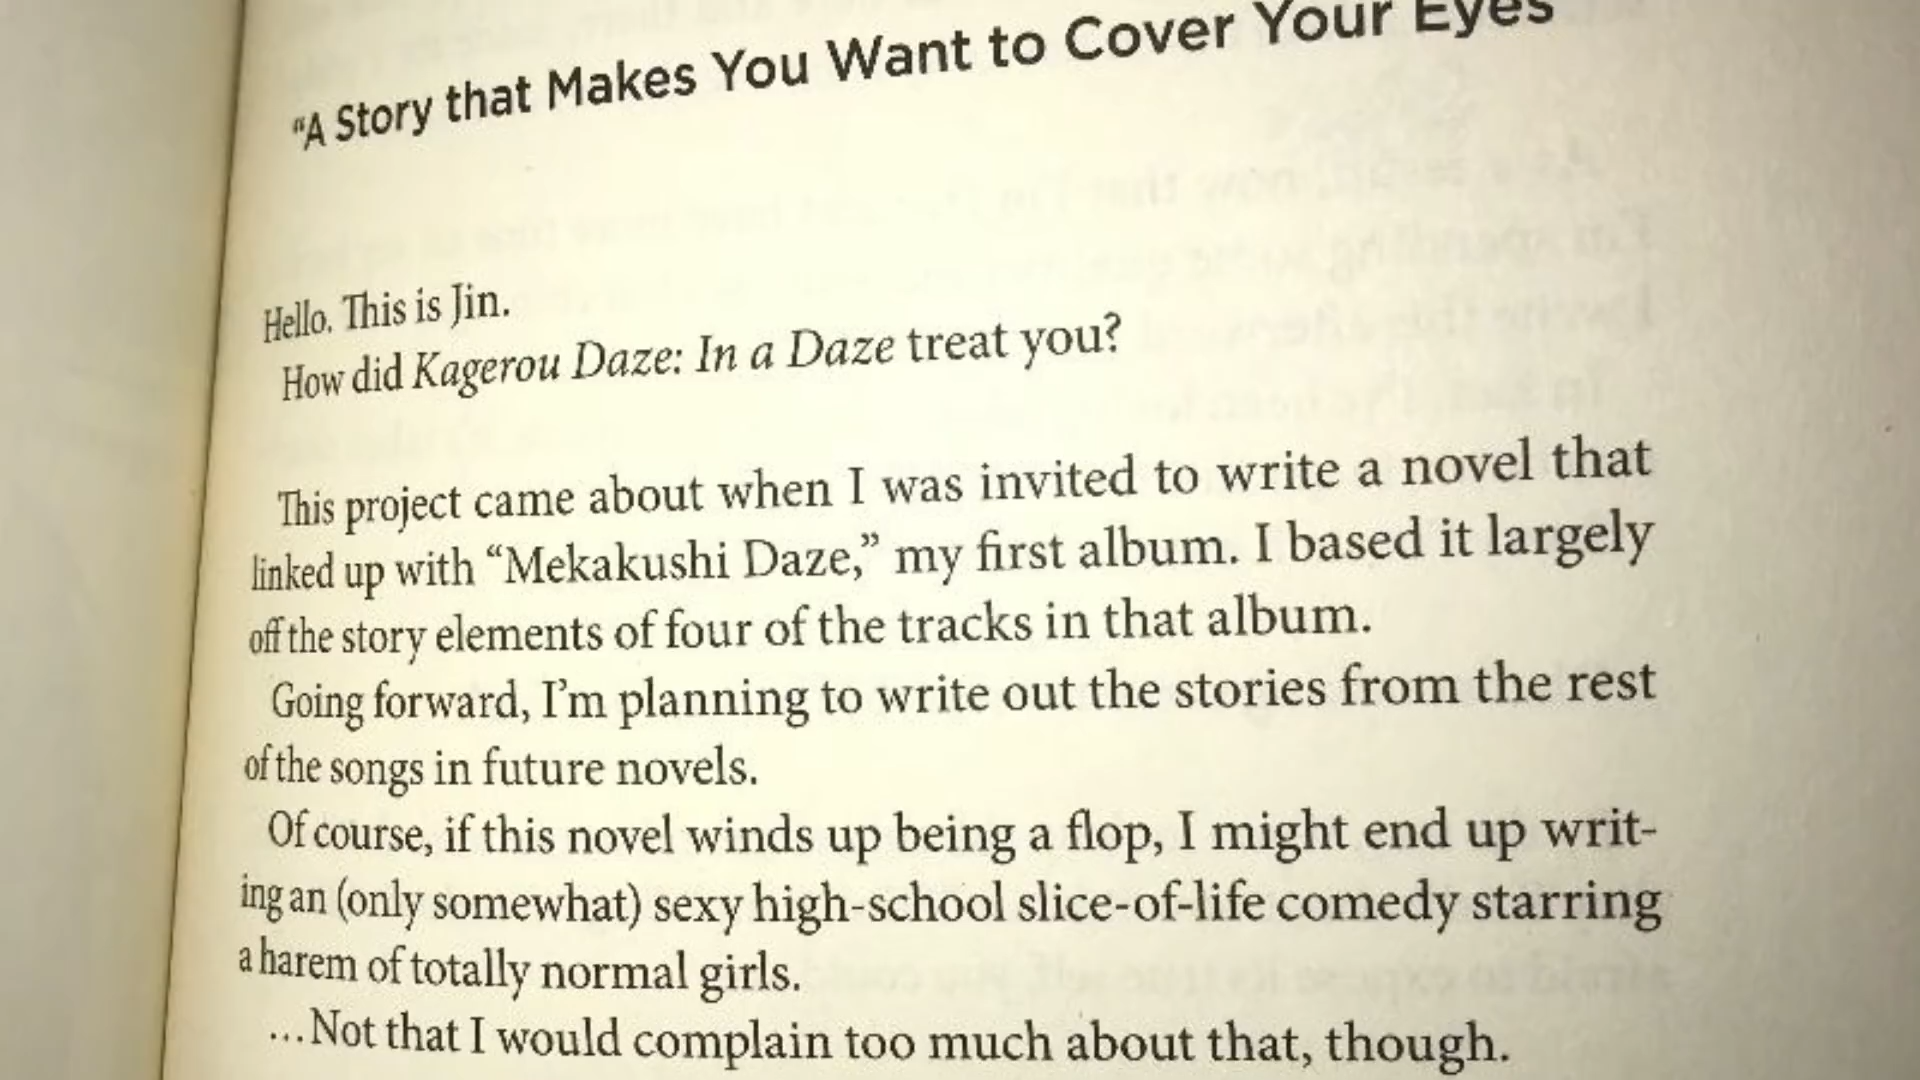 “A Story that Makes You Want to Cover Your Eyes
Hello. This is Jin.
How did Kagerou Daze: In a Daze treat you?
This project came about when I was invited to write a novel that
linked up with “Mekakushi Daze,” my first album. I based it largely
off the story elements of four of the tracks in that album.
Going forward, I’m planning to write out the stories from the rest
of the songs in future novels.
Of course, if this novel winds up being a flop, I might end up writ-
ing an (only somewhat) sexy high-school slice-of-life comedy starring
a harem of totally normal girls.
...Not that I would complain too much about that, though.